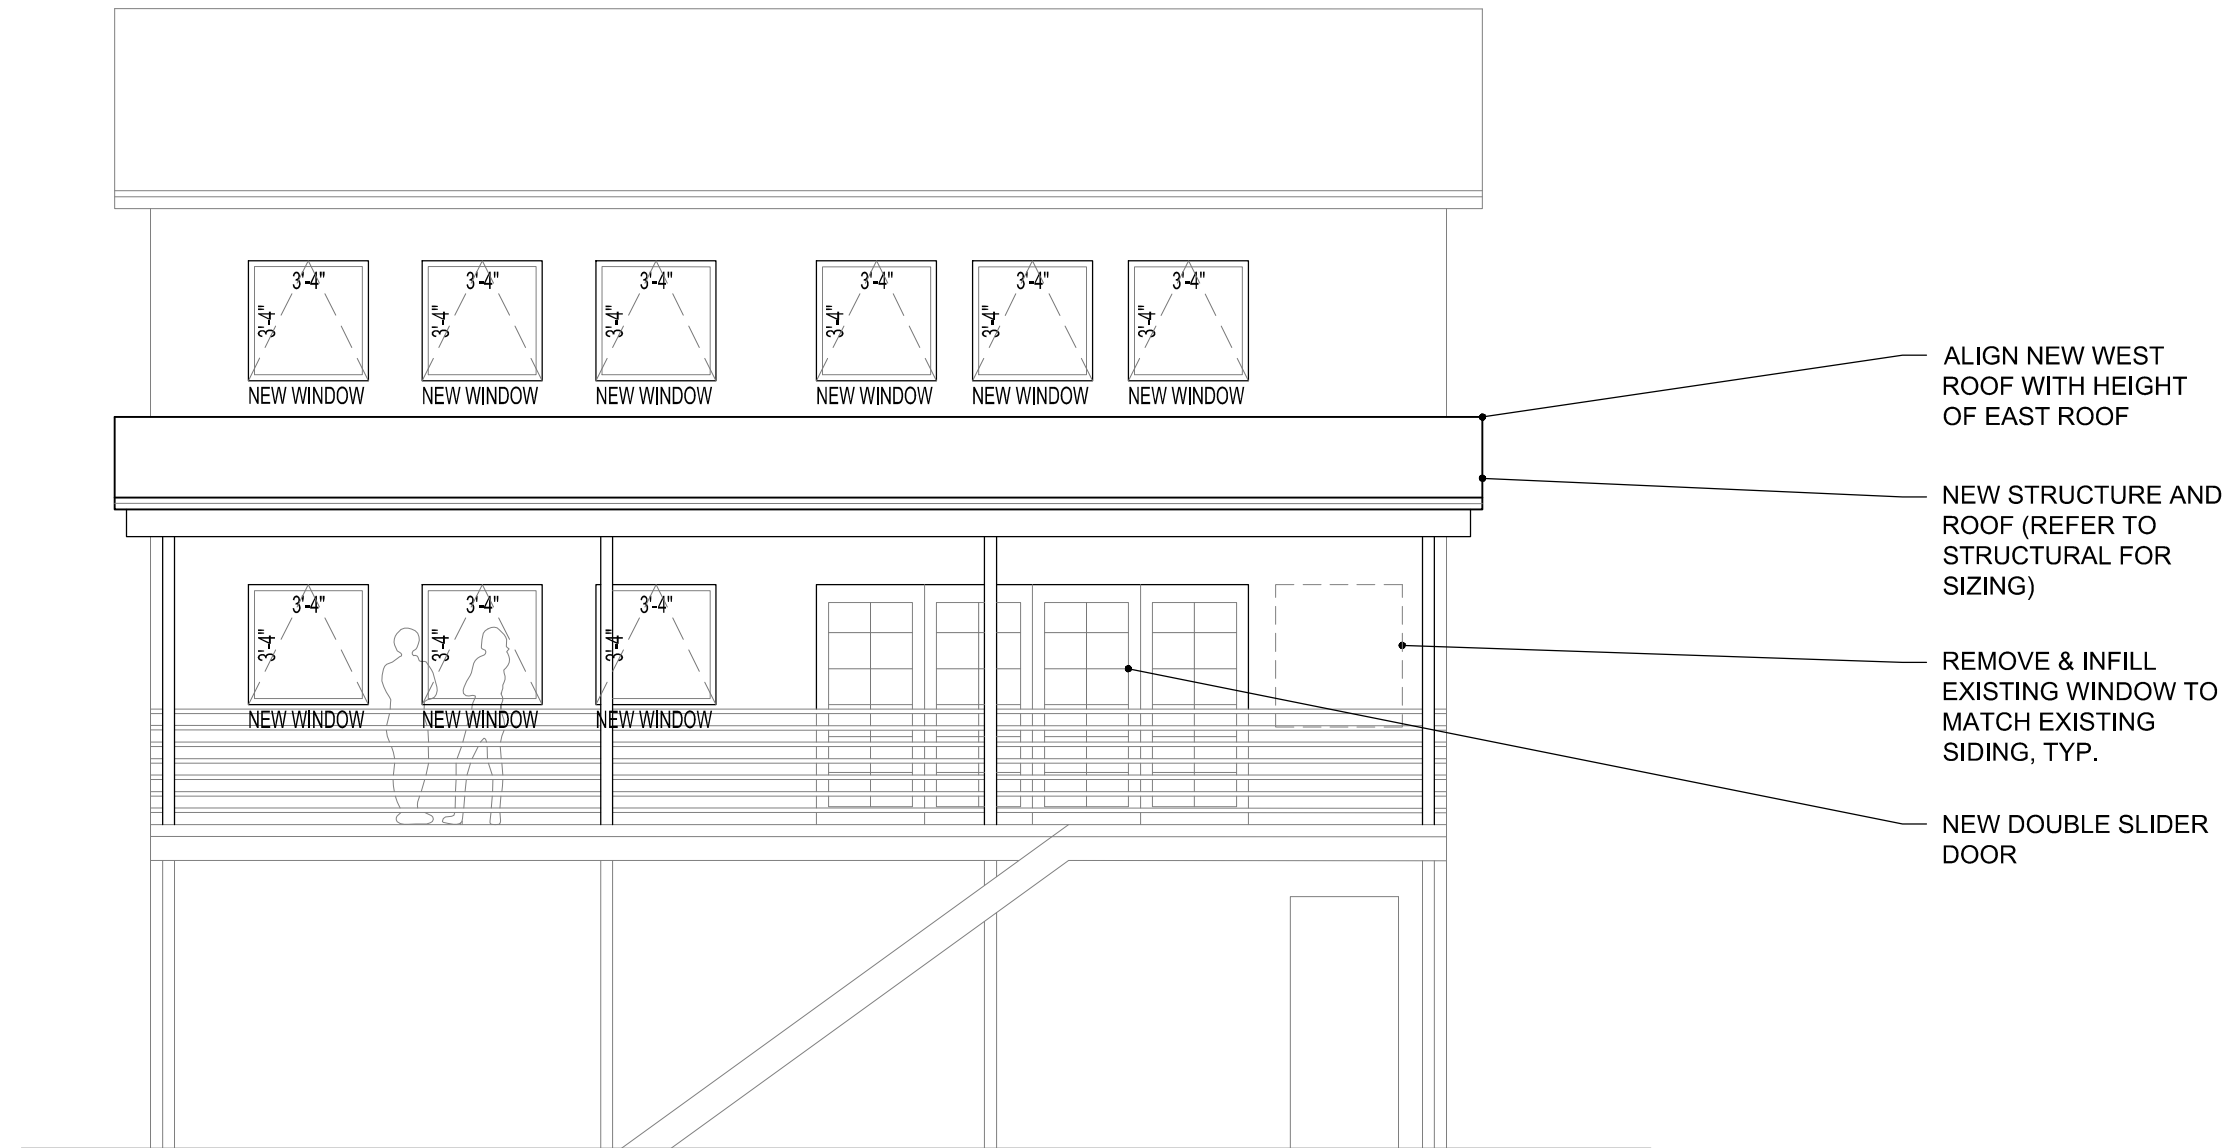 3'-4" 3'-4" 3'-4" 3'-4" 3'-4" 3'-4"
3'-4" 3'-4" 3'-4" 3'-4" 3'-4" 3'-4"
NEW WINDOW NEW WINDOW NEW WINDOW NEW WINDOW NEW WINDOW NEW WINDOW
ALIGN NEW WEST
ROOF WITH HEIGHT
OF EAST ROOF
NEW STRUCTURE AND
ROOF (REFER TO
STRUCTURAL FOR
SIZING)
3'-4" 3'-4" 3'-4"
3'-4" 3'-4" 3'-4"
NEW WINDOW NEW WINDOW NEW WINDOW
REMOVE & INFILL
EXISTING WINDOW TO
MATCH EXISTING
SIDING, TYP.
NEW DOUBLE SLIDER
DOOR